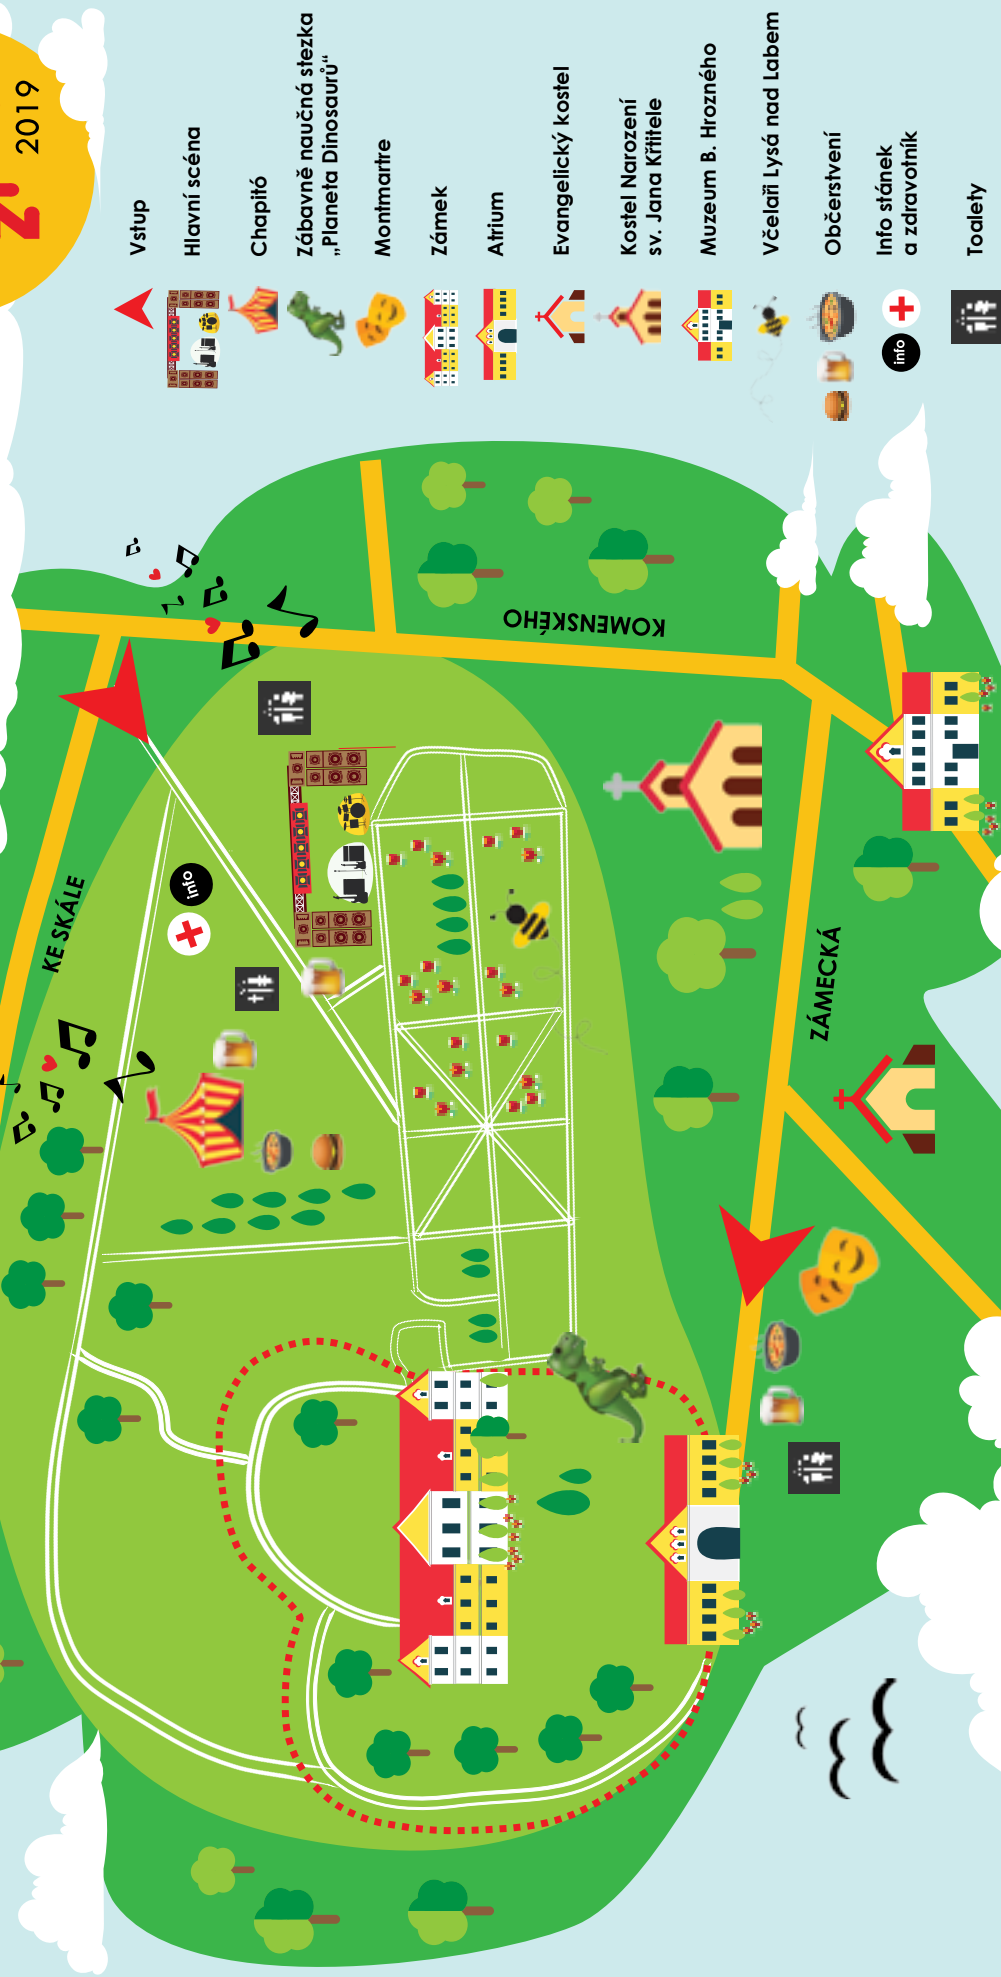 2019
Vstup
Hlavní scéna
Chapitó
Zábavně naučná stezka
„Planeta Dinosaurů“
Montmartre
Zámek
Atrium
Evangelický kostel
Kostel Narození
sv. Jana Křtitele
Muzeum B. Hrozného
Včelaři Lysá nad Labem
Občerstvení
Info stánek
a zdravotník
Toalety
info
KE SKÁLE
info
KOMENSKÉHO
ZÁMECKÁ